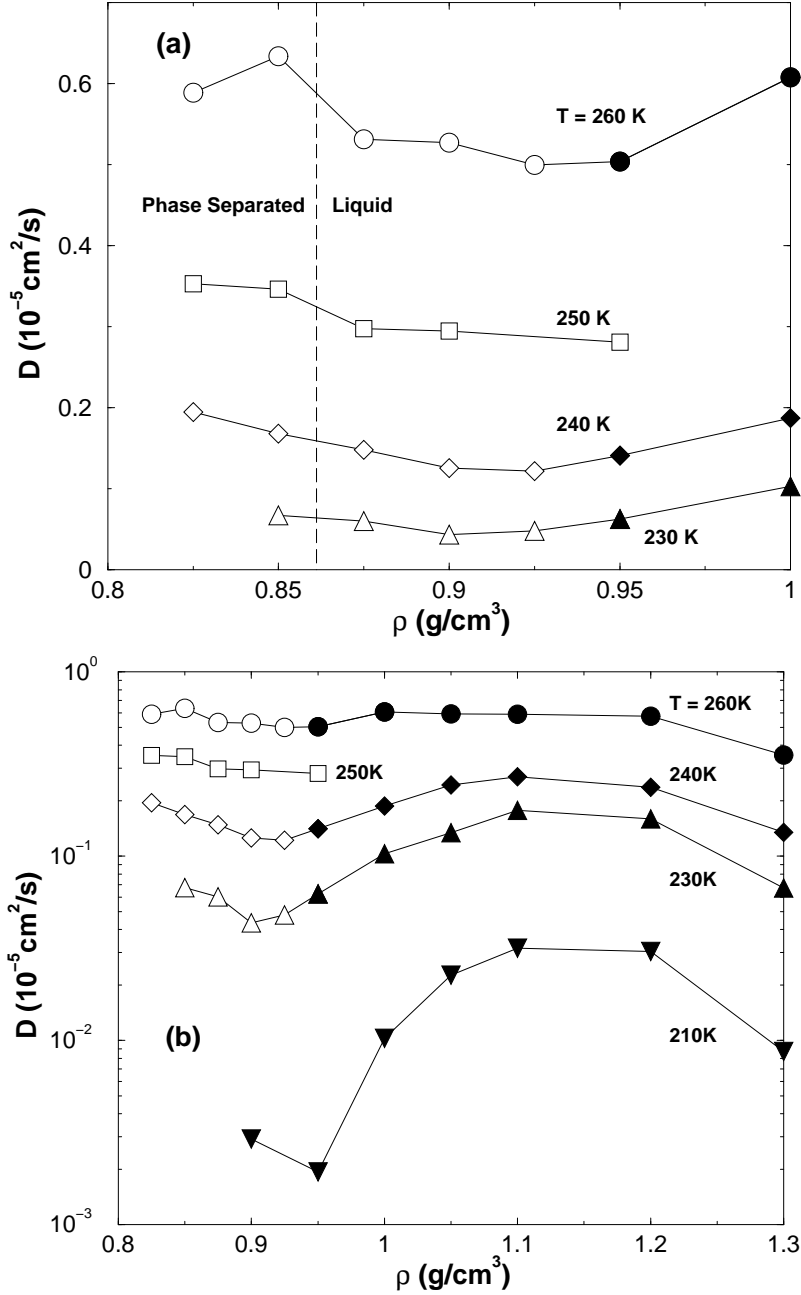 (a)
0.6
T = 260 K
Phase Separated
Liquid
0.4
D (10⁻⁵cm²/s)
250 K
0.2
240 K
230 K
0
0.8
0.85
0.9
0.95
1
ρ (g/cm³)
10⁰
T = 260K
250K
240K
10⁻¹
230K
D (10⁻⁵cm²/s)
(b)
10⁻²
210K
10⁻³
0.8
0.9
1
1.1
1.2
1.3
ρ (g/cm³)